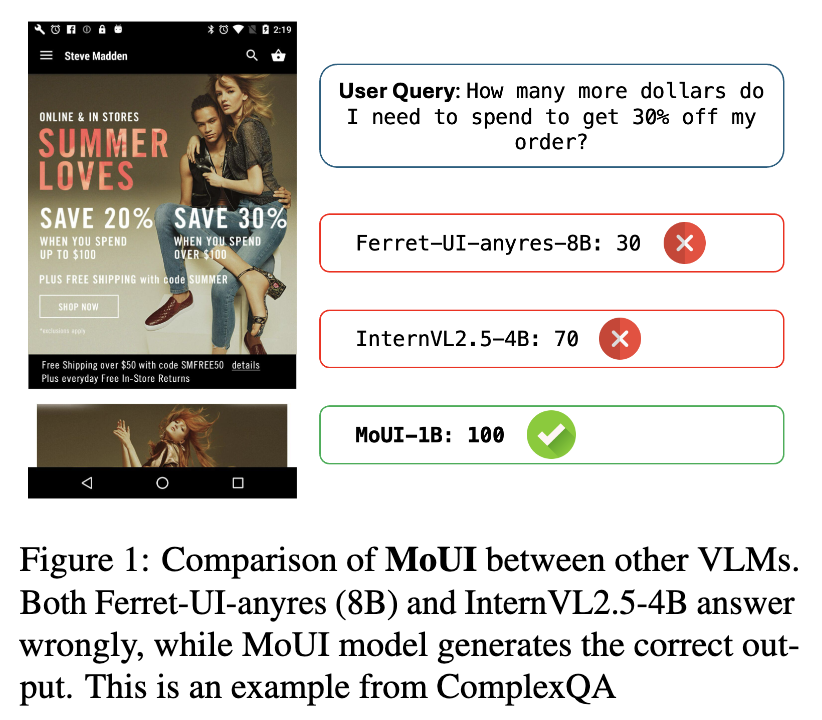 2:19
Steve Madden
ONLINE & IN STORES
SUMMER
LOVES
SAVE 20%
WHEN YOU SPEND
UP TO $100
SAVE 30%
WHEN YOU SPEND
OVER $100
PLUS FREE SHIPPING with code SUMMER
SHOP NOW
*exclusions apply
Free Shipping over $50 with code SMFREE50 details
Plus everyday Free In-Store Returns
User Query: How many more dollars do
I need to spend to get 30% off my
order?
Ferret-UI-anyres-8B: 30
InternVL2.5-4B: 70
MoUI-1B: 100
Figure 1: Comparison of MoUI between other VLMs.
Both Ferret-UI-anyres (8B) and InternVL2.5-4B answer
wrongly, while MoUI model generates the correct out-
put. This is an example from ComplexQA